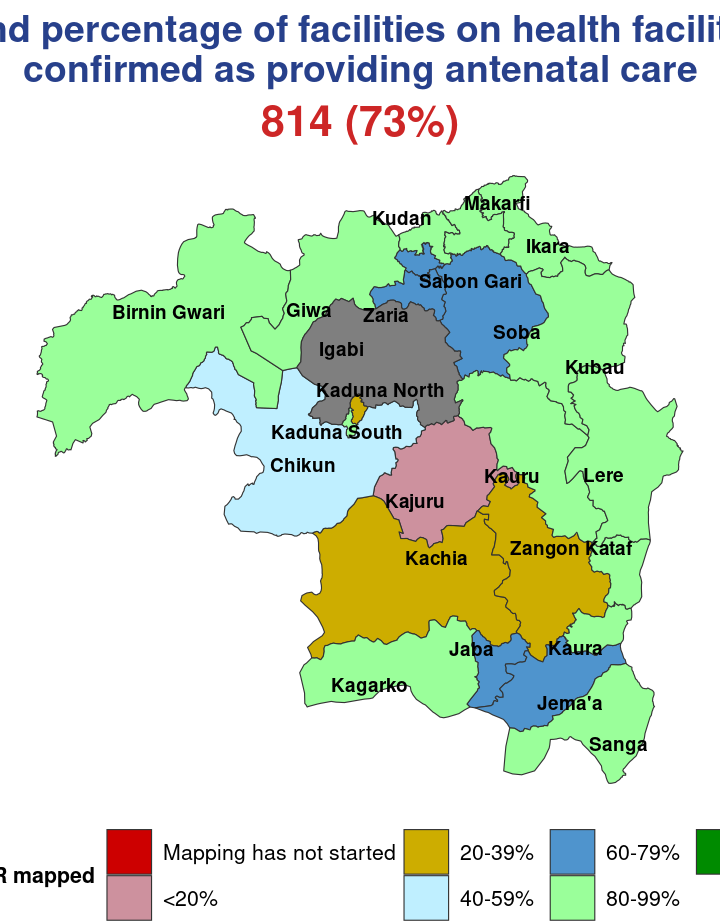 nd percentage of facilities on health facilit
confirmed as providing antenatal care
814 (73%)
Makarfi
Kudan
Ikara
Sabon Gari
Birnin Gwari
Giwa
Zaria
Soba
Igabi
Kubau
Kaduna North
Kaduna South
Chikun
Kauru
Lere
Kajuru
Zangon Kataf
Kachia
Jaba
Kaura
Kagarko
Jema'a
Sanga
Mapping has not started
20-39%
60-79%
R mapped
<20%
40-59%
80-99%